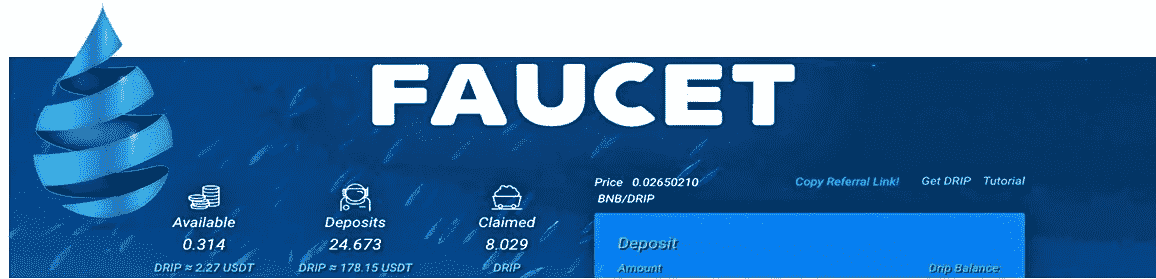 FAUCET
Price 0.02650210
BNB/DRIP
Copy Referral Link!
Get DRIP
Tutorial
Available
0.314
DRIP ≈ 2.27 USDT
Deposits
24.673
DRIP ≈ 178.15 USDT
Claimed
8.029
DRIP
Deposit
Amount
Drip Balance: